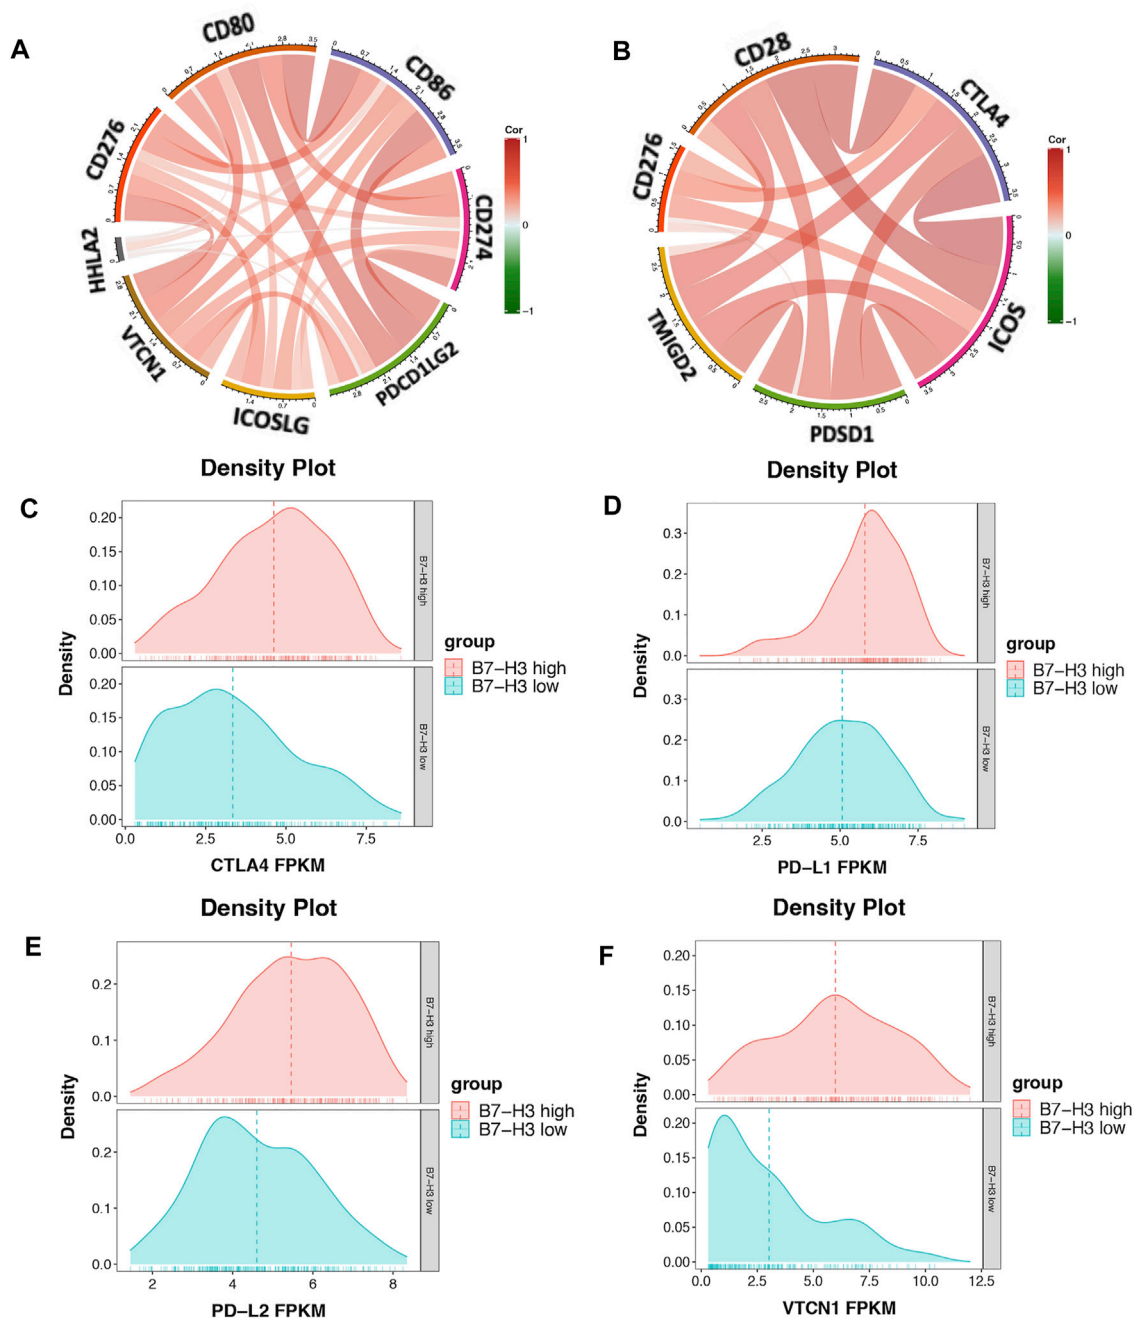 A
CD80
CD86
CD276
CD274
HHLA2
VTCN1
ICOSLG
PDCD1LG2
Cor
1
0
−1
B
CD28
CTLA4
CD276
ICOS
TMIGD2
PDSD1
Cor
1
0
−1
Density Plot
C
0.20
0.15
0.10
0.05
0.00
B7−H3 high
0.20
0.15
0.10
0.05
0.00
B7−H3 low
0.0 2.5 5.0 7.5
Density
CTLA4 FPKM
group
B7−H3 high
B7−H3 low
Density Plot
D
0.3
0.2
0.1
0.0
B7−H3 high
0.3
0.2
0.1
0.0
B7−H3 low
2.5 5.0 7.5
Density
PD−L1 FPKM
group
B7−H3 high
B7−H3 low
Density Plot
E
0.2
0.1
0.0
B7−H3 high
0.2
0.1
0.0
B7−H3 low
2 4 6 8
Density
PD−L2 FPKM
group
B7−H3 high
B7−H3 low
Density Plot
F
0.20
0.15
0.10
0.05
0.00
B7−H3 high
0.20
0.15
0.10
0.05
0.00
B7−H3 low
0.0 2.5 5.0 7.5 10.0 12.5
Density
VTCN1 FPKM
group
B7−H3 high
B7−H3 low